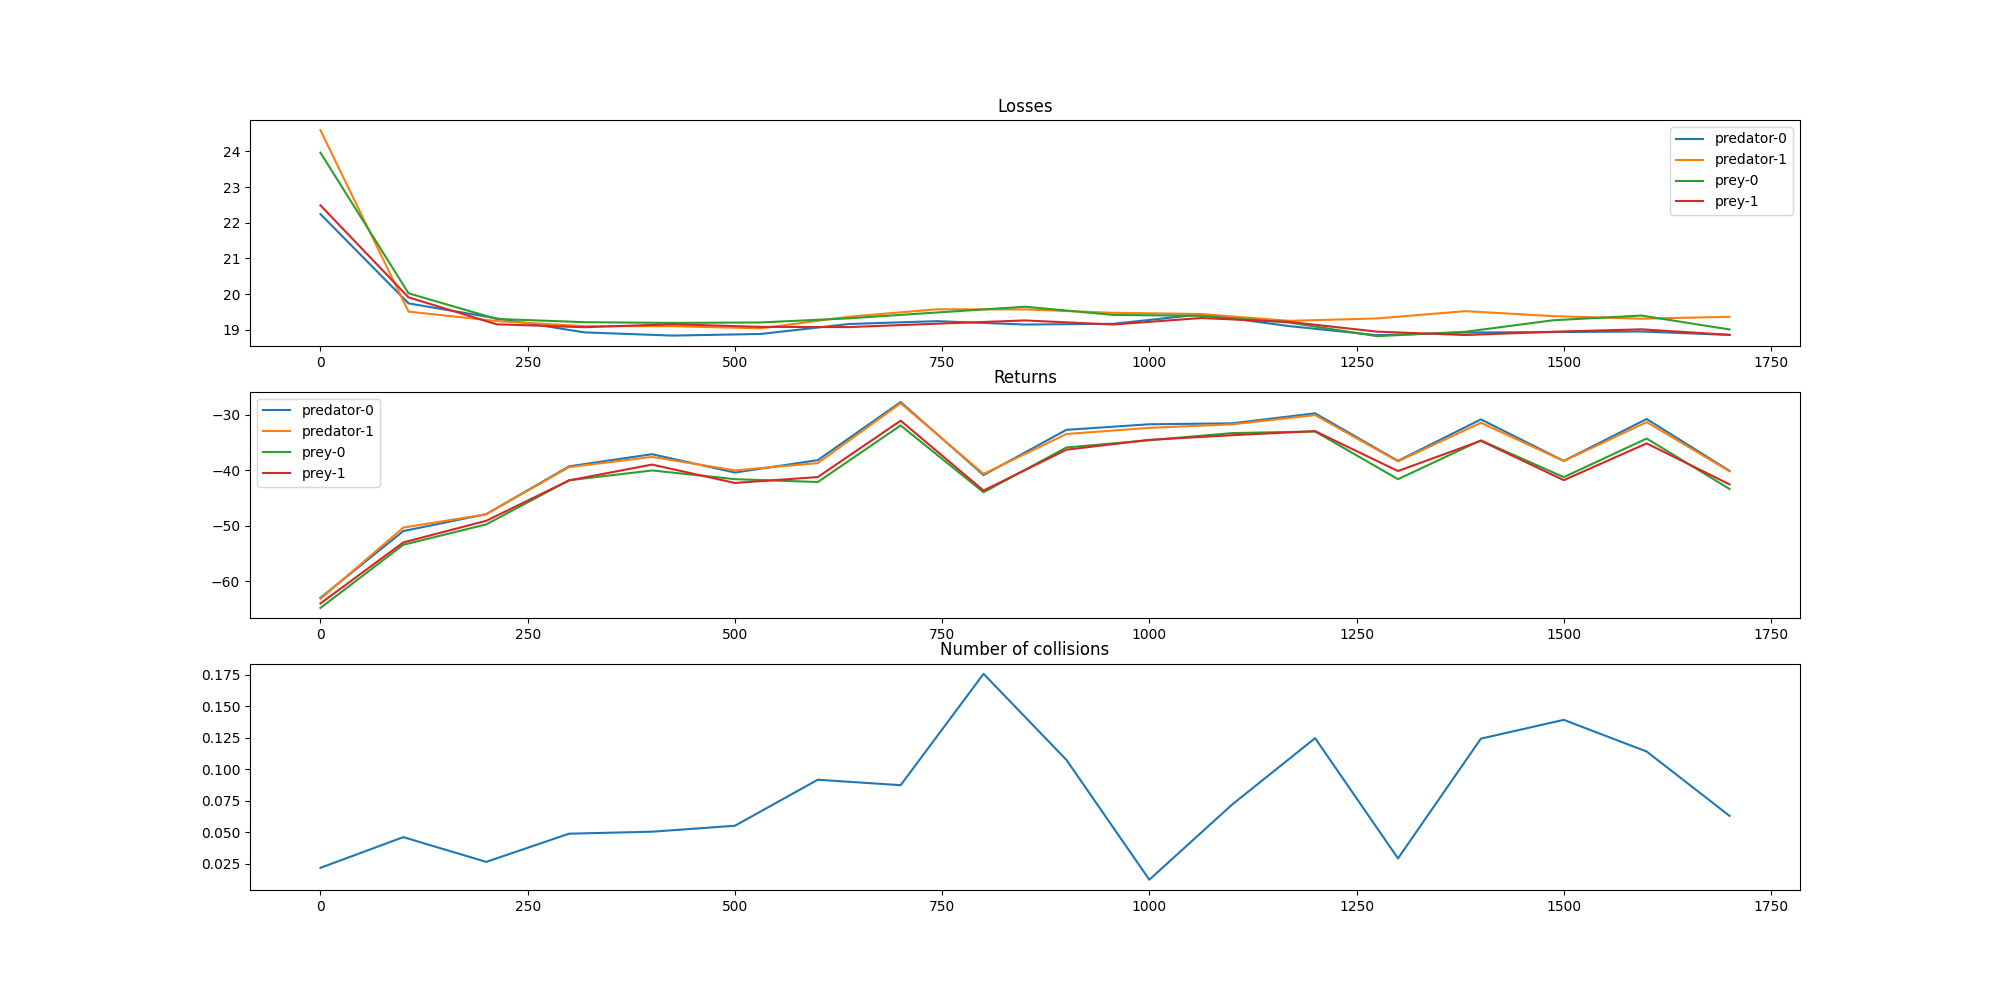 Losses
24
23
22
21
20
19
predator-0
predator-1
prey-0
prey-1
0 250 500 750 1000 1250 1500 1750
Returns
−30
−40
−50
−60
predator-0
predator-1
prey-0
prey-1
0 250 500 750 1000 1250 1500 1750
Number of collisions
0.175
0.150
0.125
0.100
0.075
0.050
0.025
0 250 500 750 1000 1250 1500 1750